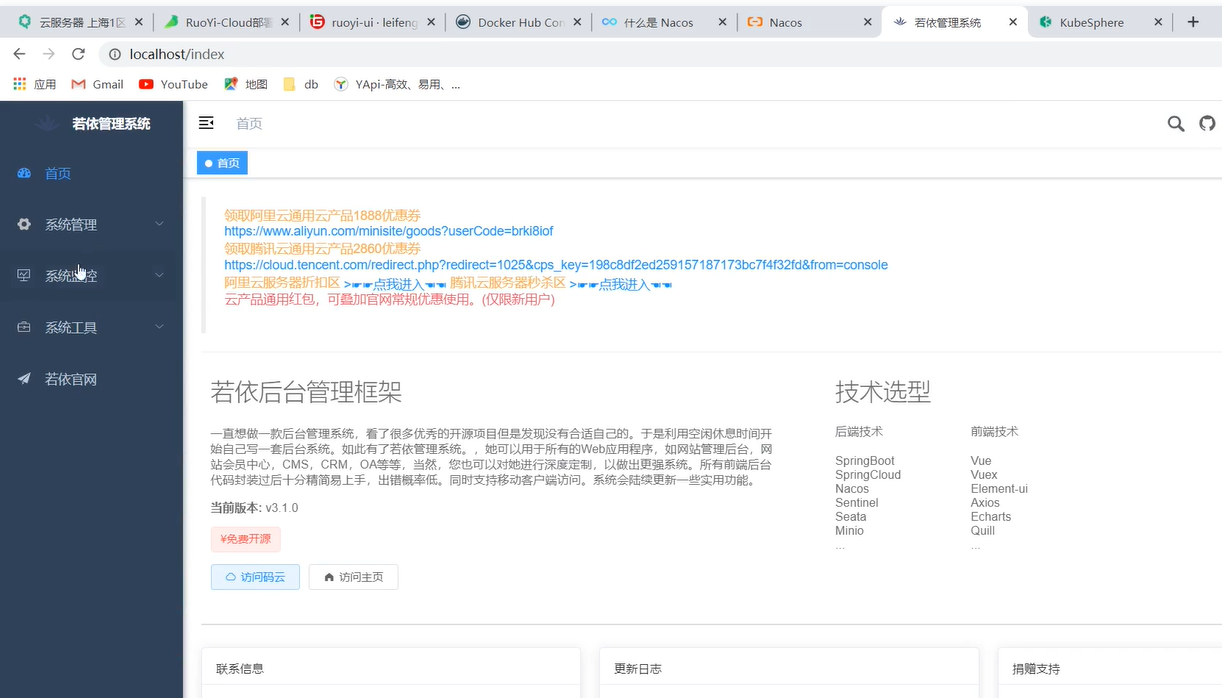 云服务器 上海1区
RuoYi-Cloud部署
ruoyi-ui · leifeng
Docker Hub Con
什么是 Nacos
Nacos
若依管理系统
KubeSphere
localhost/index
应用
Gmail
YouTube
地图
db
YApi-高效、易用、...
若依管理系统
首页
首页
首页
系统管理
系统监控
系统工具
若依官网
领取阿里云通用云产品1888优惠券
https://www.aliyun.com/minisite/goods?userCode=brki8iof
领取腾讯云通用云产品2860优惠券
https://cloud.tencent.com/redirect.php?redirect=1025&cps_key=198c8df2ed259157187173bc7f4f32fd&from=console
阿里云服务器折扣区 >☛☛点我进入☚☚ 腾讯云服务器秒杀区 >☛☛点我进入☚☚
云产品通用红包，可叠加官网常规优惠使用。(仅限新用户)
若依后台管理框架
一直想做一款后台管理系统，看了很多优秀的开源项目但是发现没有合适自己的。于是利用空闲休息时间开
始自己写一套后台系统。如此有了若依管理系统。，她可以用于所有的Web应用程序，如网站管理后台，网
站会员中心，CMS，CRM，OA等等，当然，您也可以对她进行深度定制，以做出更强系统。所有前端后台
代码封装过后十分精简易上手，出错概率低。同时支持移动客户端访问。系统会陆续更新一些实用功能。
当前版本: v3.1.0
¥免费开源
访问码云
访问主页
技术选型
后端技术
SpringBoot
SpringCloud
Nacos
Sentinel
Seata
Minio
...
前端技术
Vue
Vuex
Element-ui
Axios
Echarts
Quill
...
联系信息
更新日志
捐赠支持